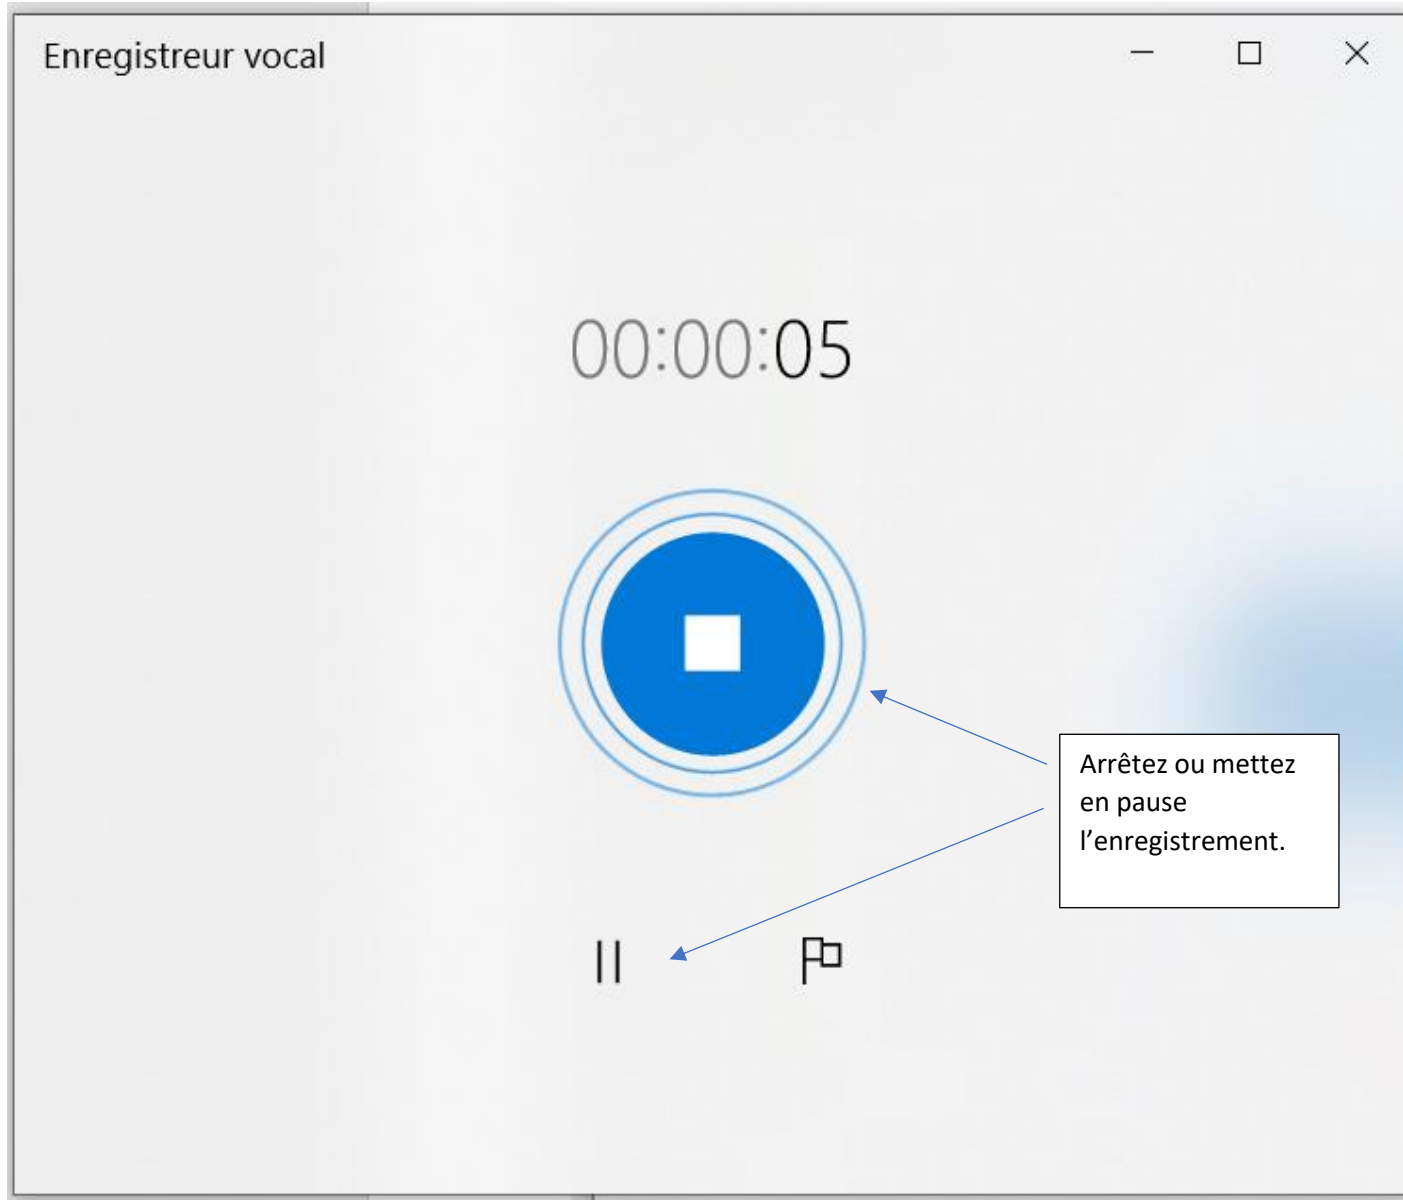 Enregistreur vocal
00:00:05
Arrêtez ou mettez
en pause
l’enregistrement.